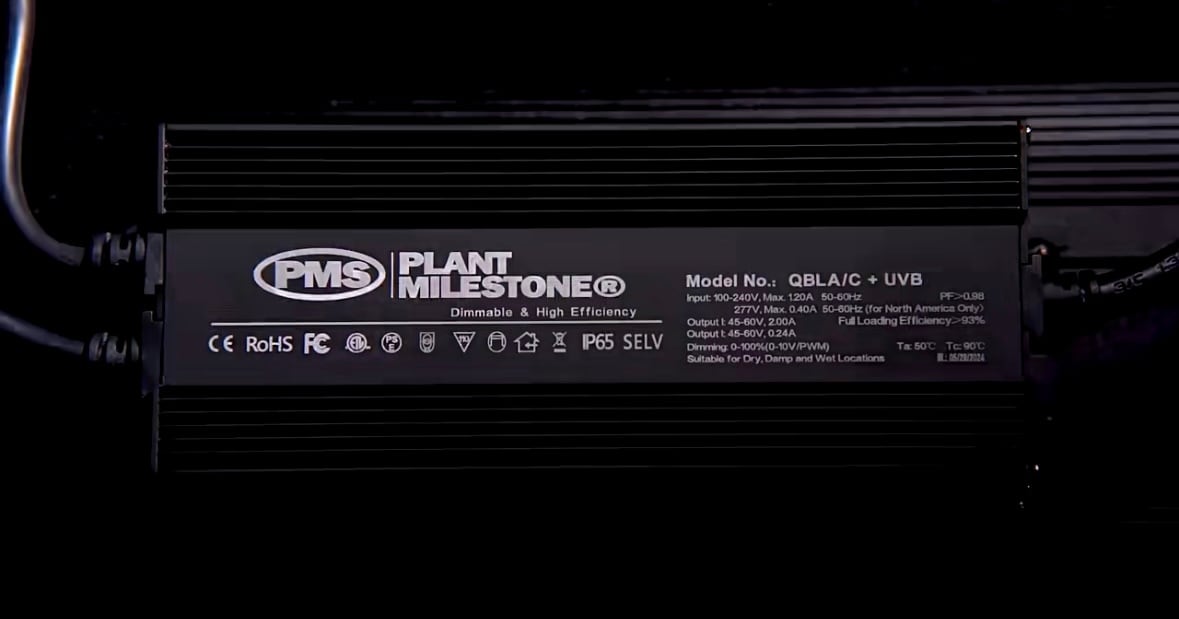 PMS
PLANT
MILESTONE®
Dimmable & High Efficiency
CE RoHS FC IP65 SELV
Model No.: QBLA/C + UVB
Input: 100-240V, Max. 1.20A 50-60Hz PF>0.98
277V, Max. 0.40A 50-60Hz (for North America Only)
Output I: 45-60V, 2.00A Full Loading Efficiency>93%
Output I: 45-60V, 0.24A
Dimming: 0-100%(0-10V/PWM) Ta: 50°C Tc: 90°C
Suitable for Dry, Damp and Wet Locations 05/28/2024